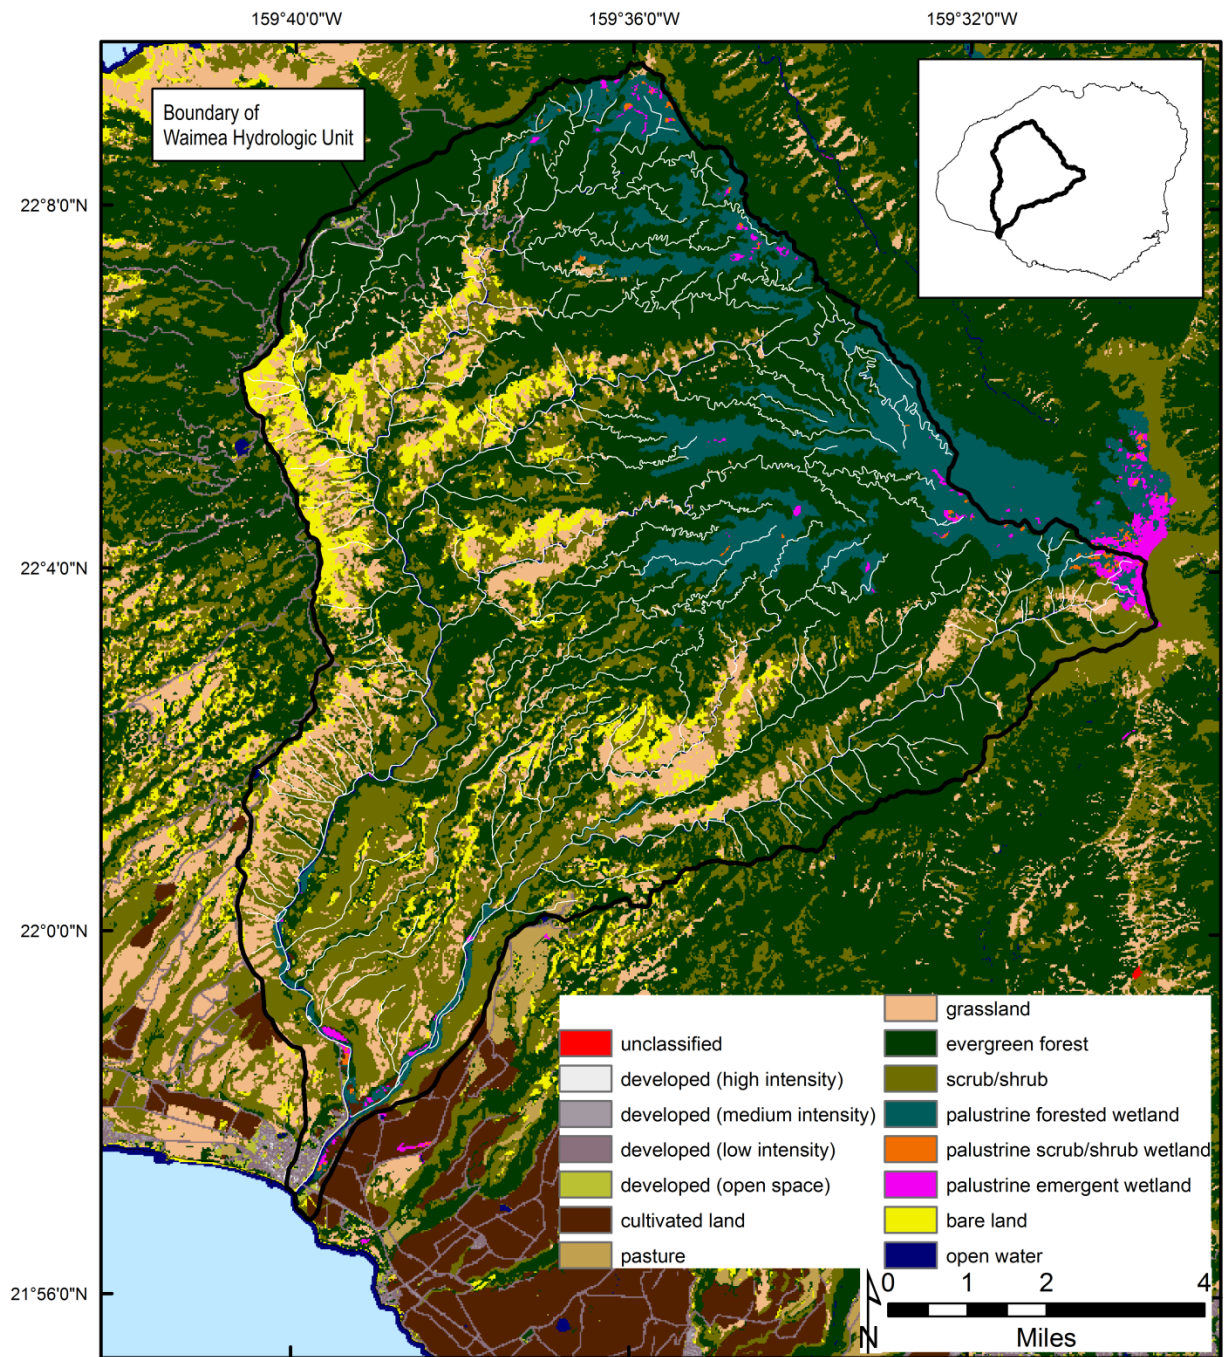 159°40'0"W
159°36'0"W
159°32'0"W
Boundary of
Waimea Hydrologic Unit
22°8'0"N
22°4'0"N
22°0'0"N
21°56'0"N
unclassified
developed (high intensity)
developed (medium intensity)
developed (low intensity)
developed (open space)
cultivated land
pasture
grassland
evergreen forest
scrub/shrub
palustrine forested wetland
palustrine scrub/shrub wetland
palustrine emergent wetland
bare land
open water
N
0 1 2 4
Miles